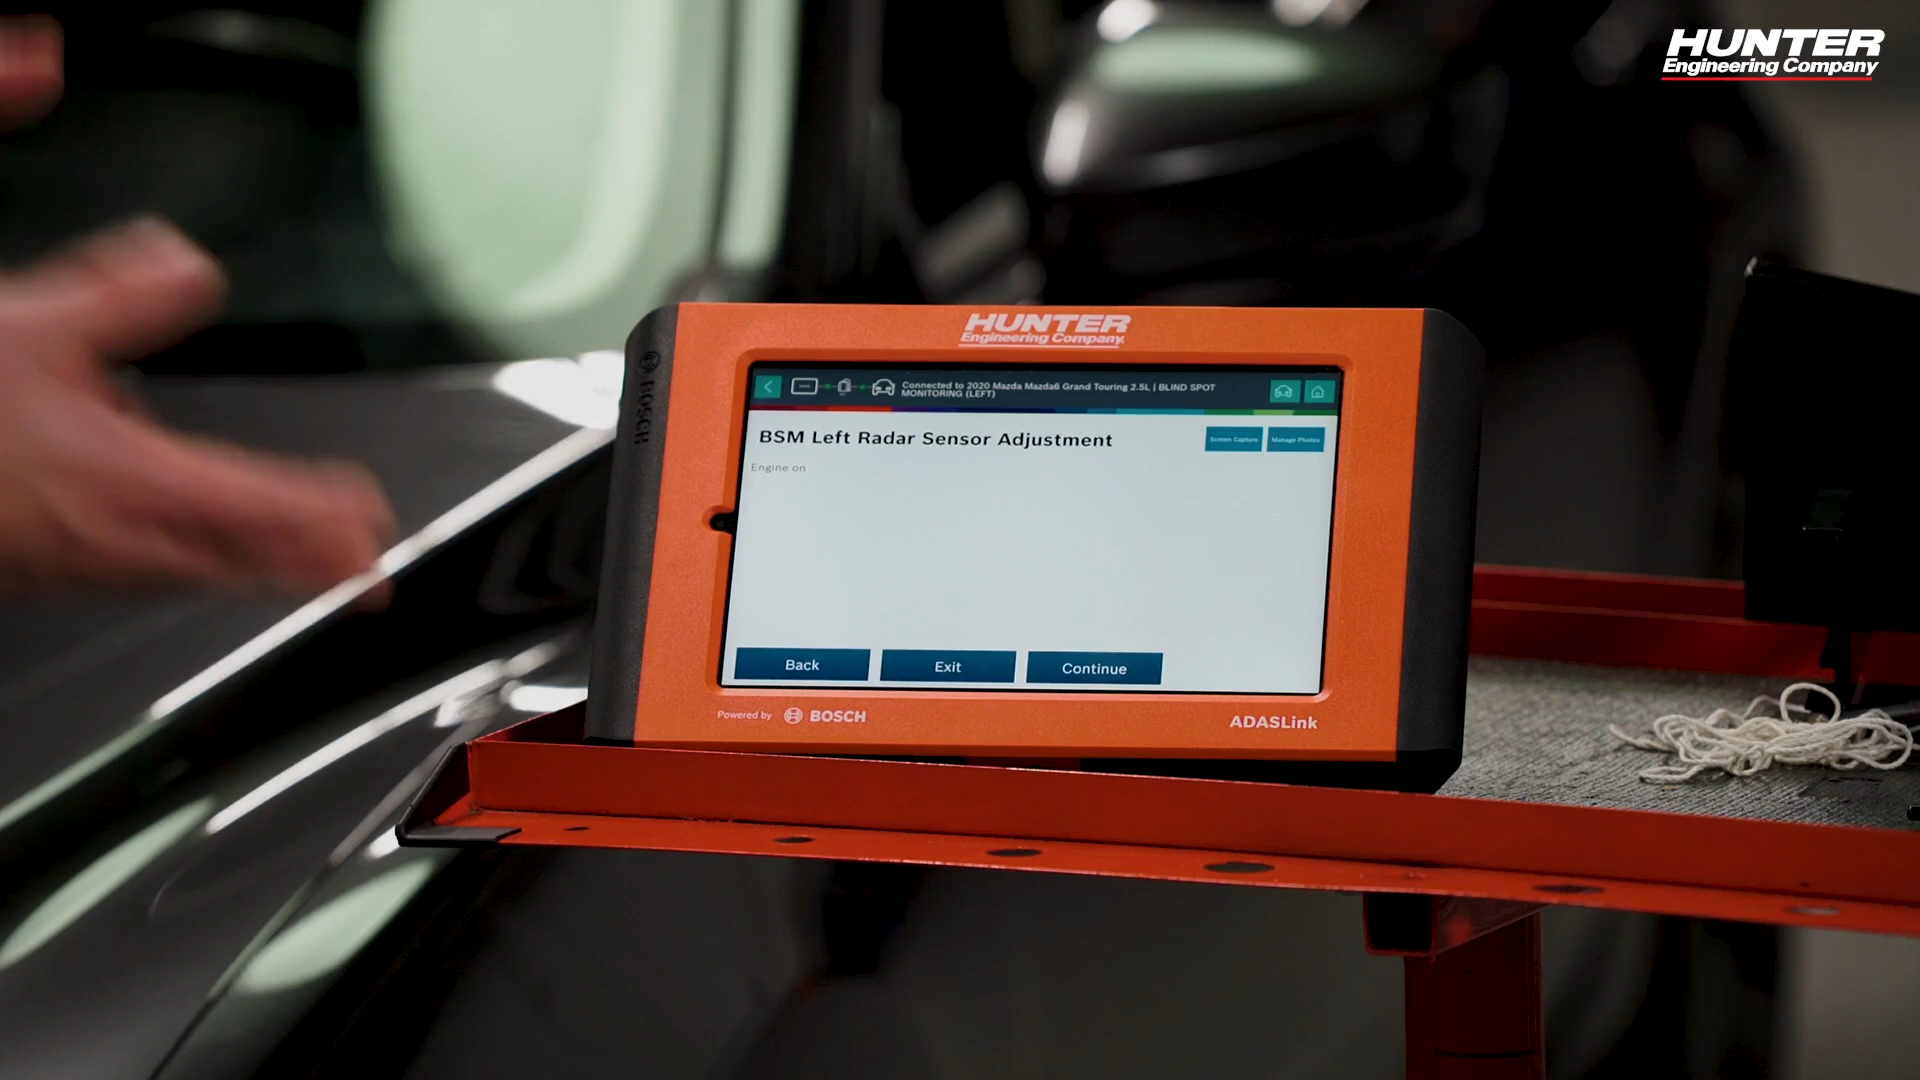 HUNTER
Engineering Company
HUNTER
Engineering Company
BOSCH
Connected to 2020 Mazda Mazda6 Grand Touring 2.5L | BLIND SPOT
MONITORING (LEFT)
BSM Left Radar Sensor Adjustment
Screen Capture
Manage Photos
Engine on
Back
Exit
Continue
Powered by BOSCH
ADASLink